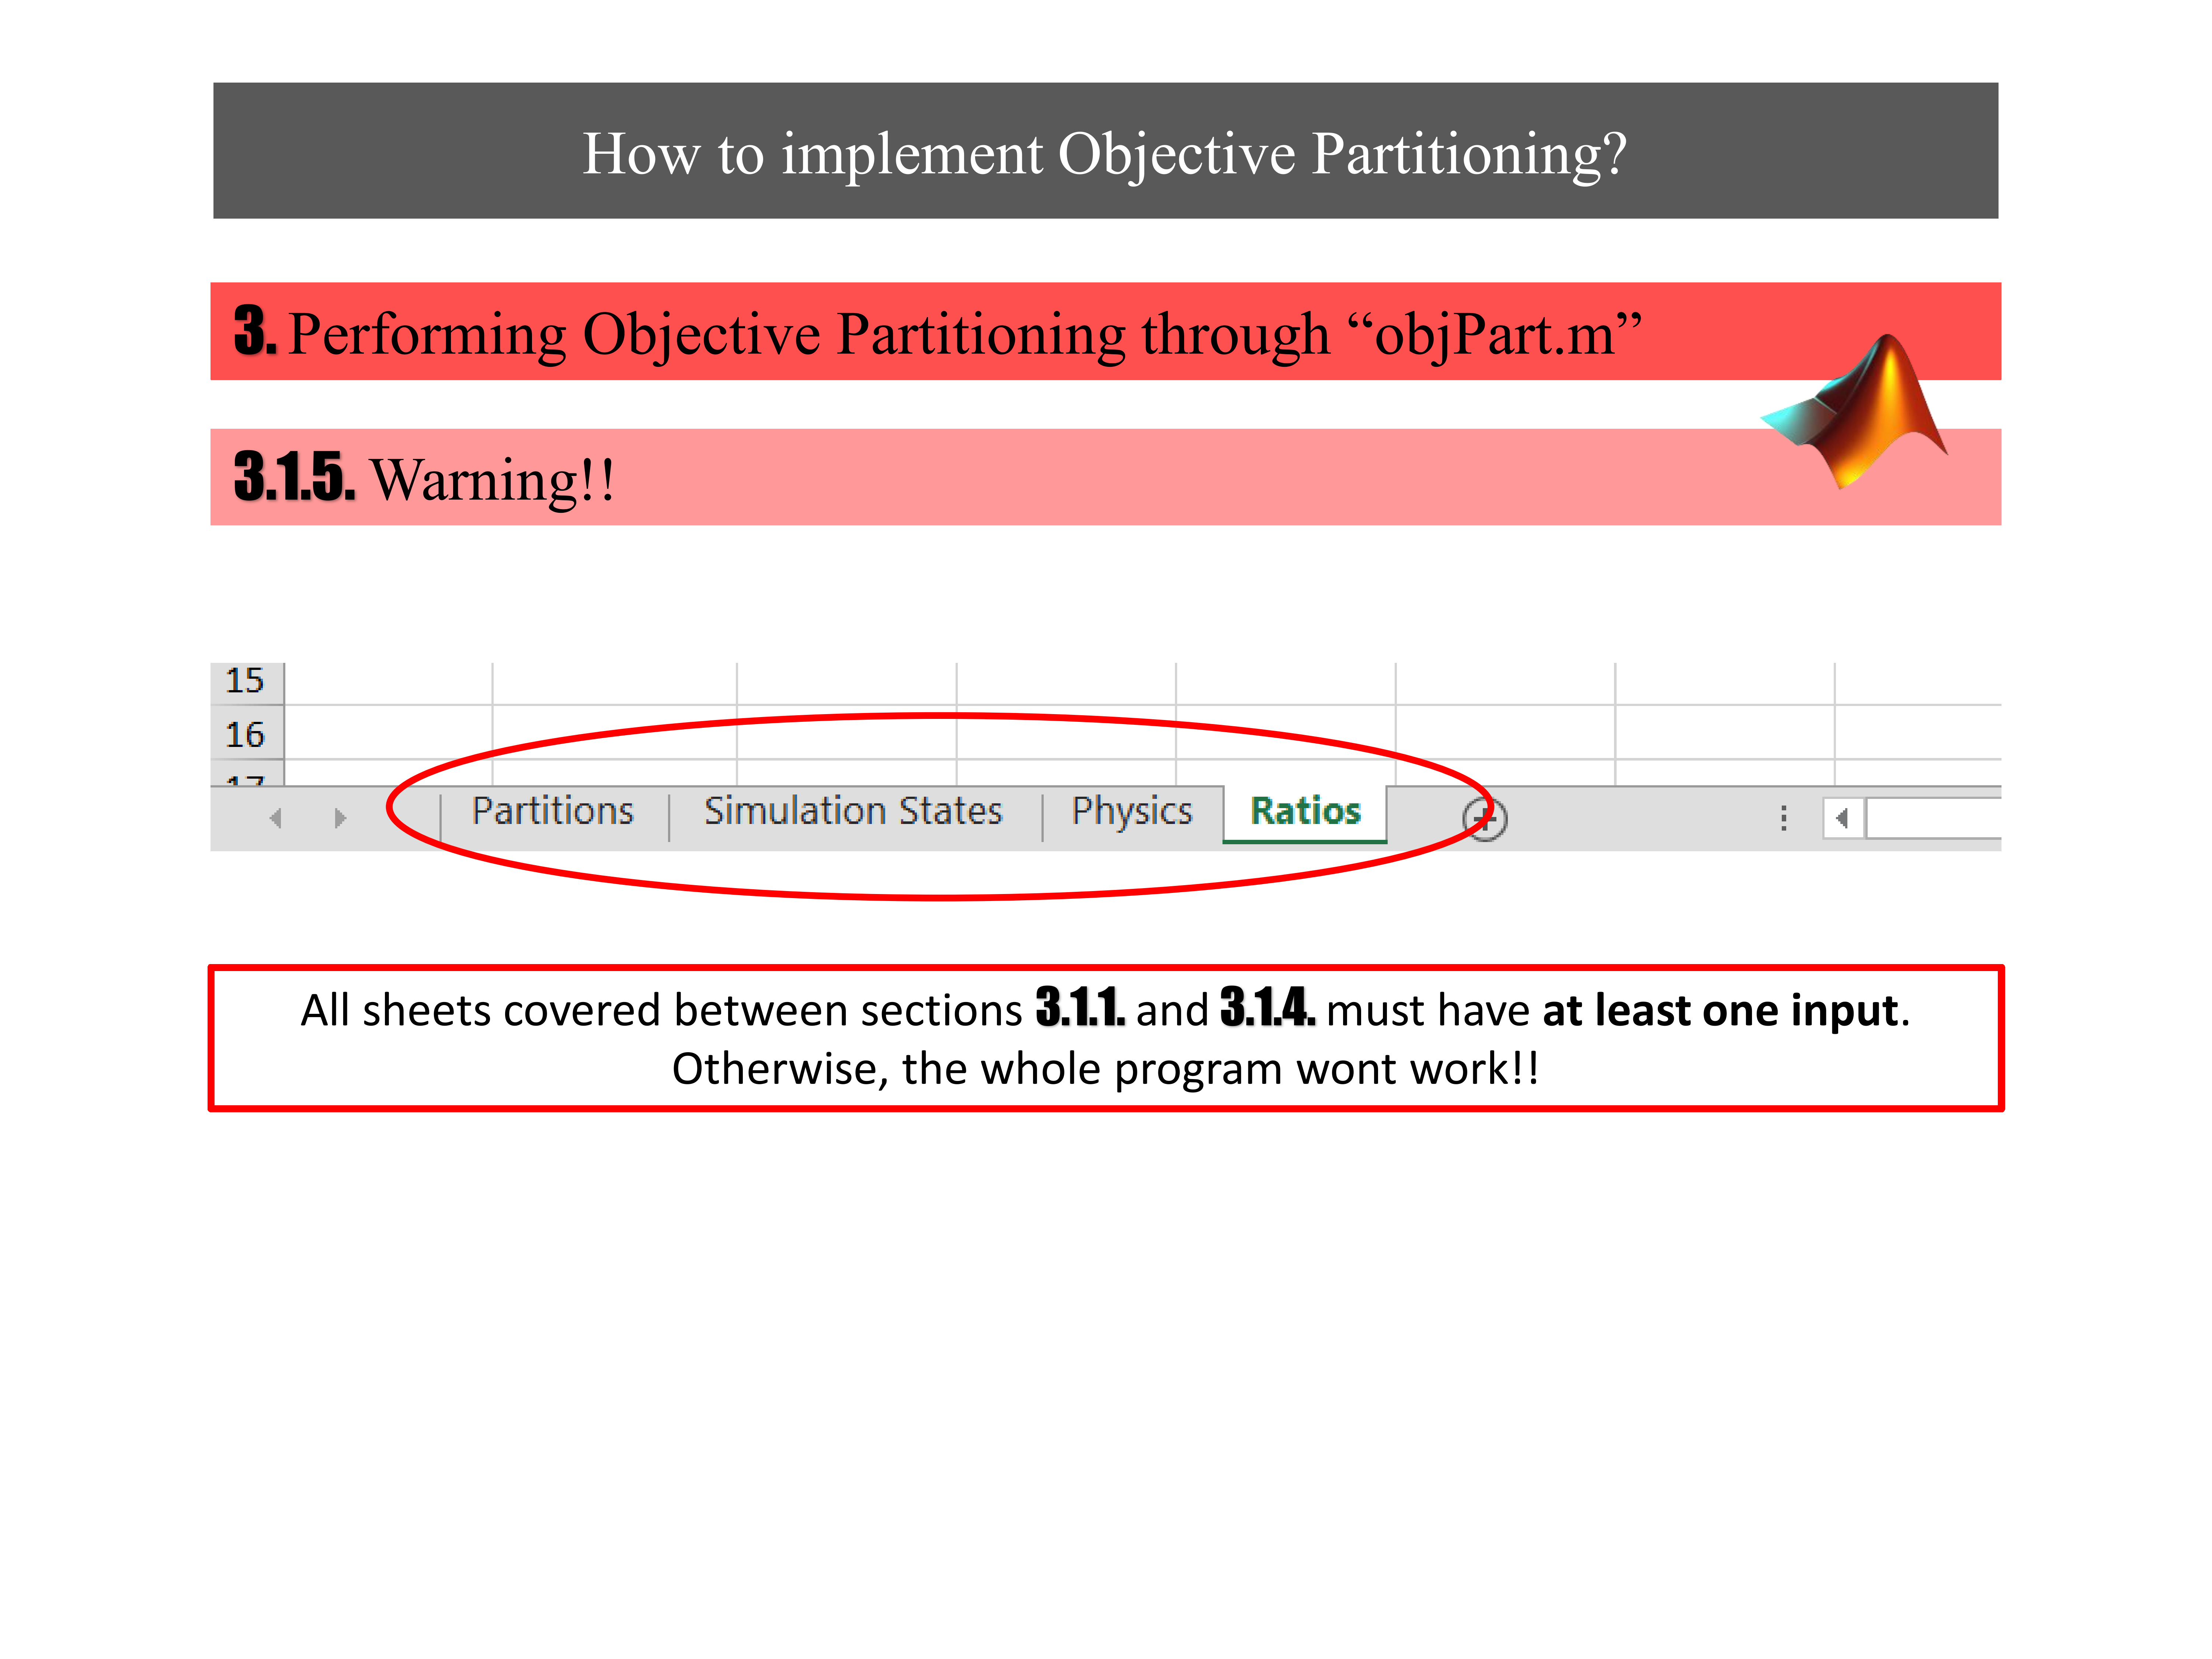 How to implement Objective Partitioning?
3. Performing Objective Partitioning through “objPart.m”
3.1.5. Warning!!
15
16
17
Partitions Simulation States Physics Ratios
All sheets covered between sections 3.1.1. and 3.1.4. must have at least one input.
Otherwise, the whole program wont work!!